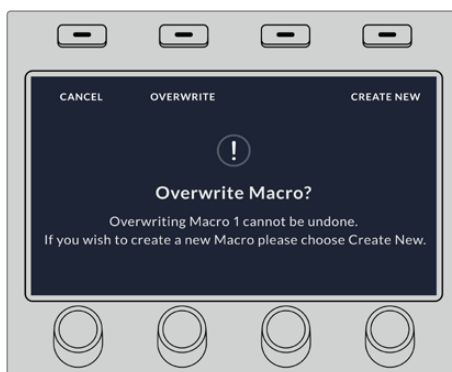 CANCEL OVERWRITE CREATE NEW
!
Overwrite Macro?
Overwriting Macro 1 cannot be undone.
If you wish to create a new Macro please choose Create New.